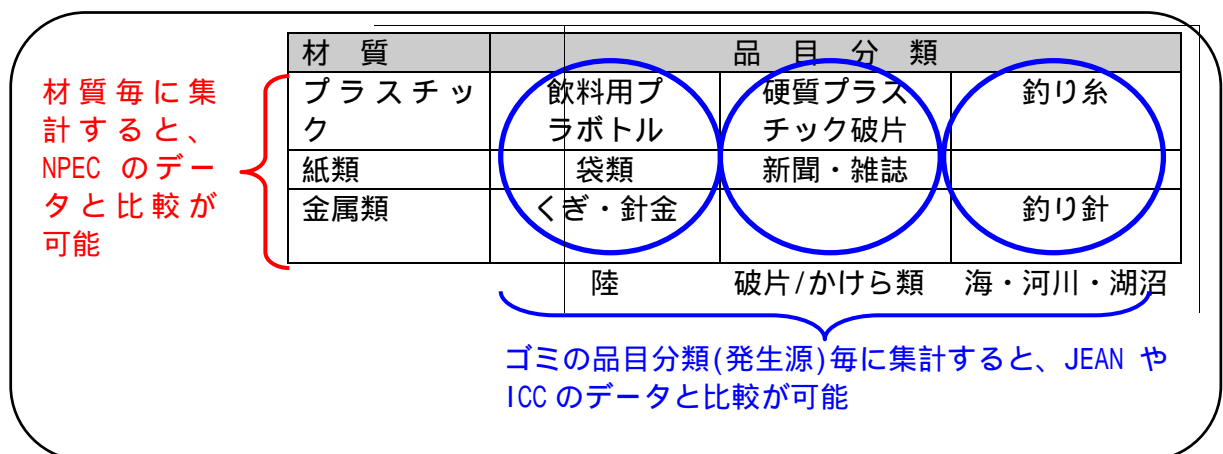 材　質　品　目　分　類
材質毎に集
計すると、
NPEC のデー
タと比較が
可能
プラスチッ
ク
飲料用プ
ラボトル
硬質プラス
チック破片
釣り糸
紙類　袋類　新聞・雑誌
金属類　くぎ・針金　釣り針
陸　破片/かけら類　海・河川・湖沼
ゴミの品目分類(発生源)毎に集計すると、JEAN や
ICC のデータと比較が可能